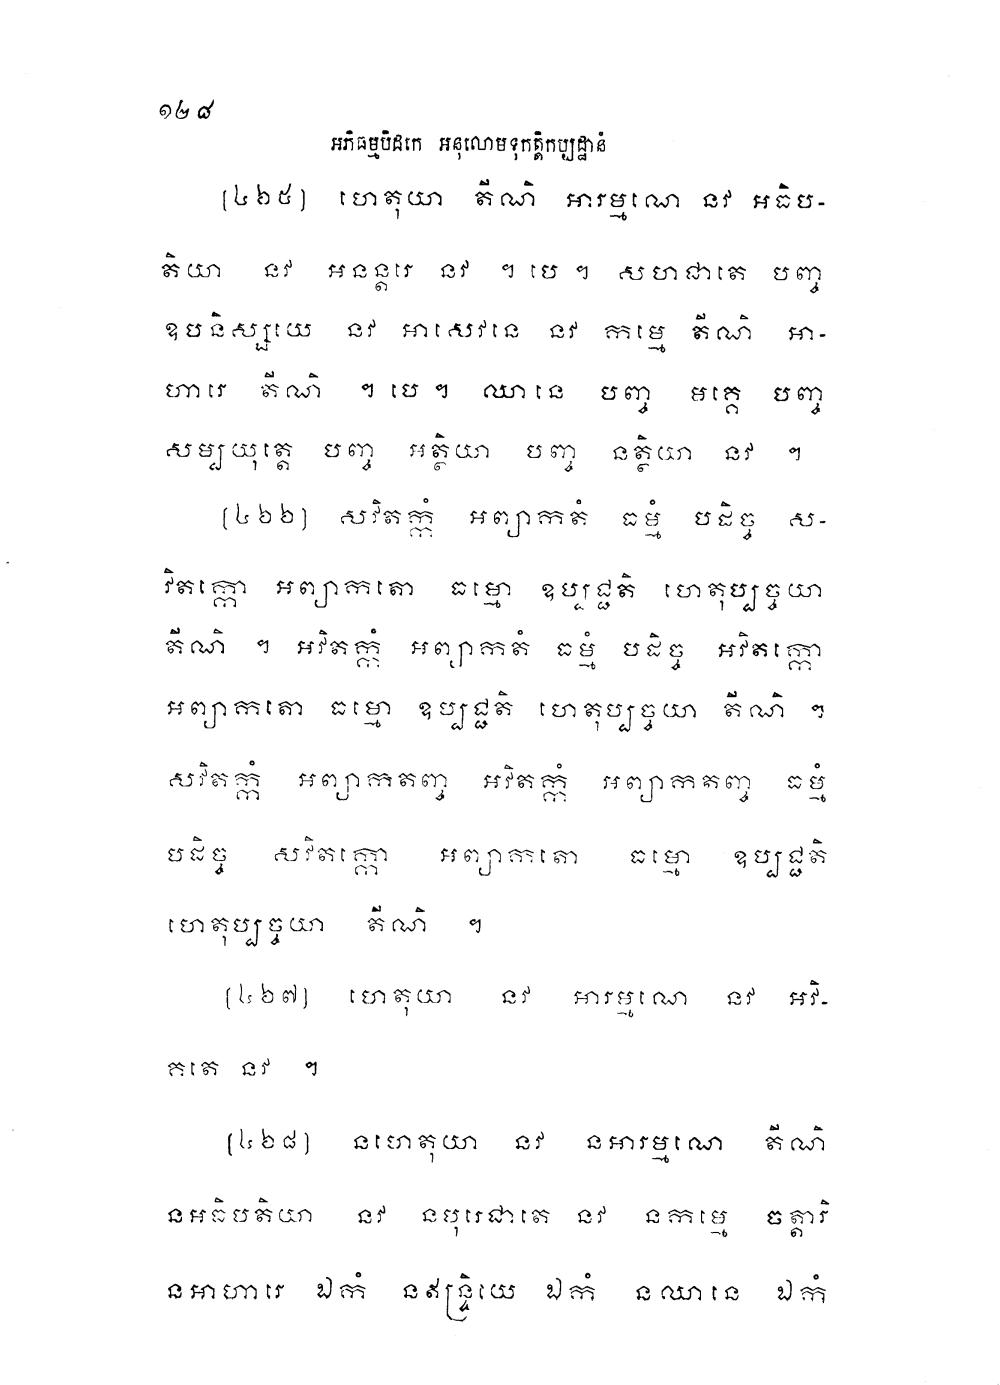 ១២៨
អភិធម្មបិដកេ អនុលោមទុកត្តិកប្បដ្ឋានំ
[៤៦៥] ហេតុយា តីណិ អារម្មណេ នវ អធិប-
តិយា នវ អនន្តរេ នវ ។ បេ ។ សហជាតេ បញ្ច
ឧបនិស្សយេ នវ អាសេវនេ នវ កម្មេ តីណិ អា-
ហារេ តីណិ ។ បេ ។ ឈានេ បញ្ច មគ្គេ បញ្ច
សម្បយុត្តេ បញ្ច អត្ថិយា បញ្ច នត្ថិយា នវ ។
[៤៦៦] សវិតក្កំ អព្យាកតំ ធម្មំ បដិច្ច ស-
វិតក្កោ អព្យាកតោ ធម្មោ ឧប្បជ្ជតិ ហេតុប្បច្ចយា
តីណិ ។ អវិតក្កំ អព្យាកតំ ធម្មំ បដិច្ច អវិតក្កោ
អព្យាកតោ ធម្មោ ឧប្បជ្ជតិ ហេតុប្បច្ចយា តីណិ ។
សវិតក្កំ អព្យាកតញ្ច អវិតក្កំ អព្យាកតញ្ច ធម្មំ
បដិច្ច សវិតក្កោ អព្យាកតោ ធម្មោ ឧប្បជ្ជតិ
ហេតុប្បច្ចយា តីណិ ។
[៤៦៧] ហេតុយា នវ អារម្មណេ នវ អវិ-
កតេ នវ ។
[៤៦៨] នហេតុយា នវ នអារម្មណេ តីណិ
នអធិបតិយា នវ នបុរេជាតេ នវ នកម្មេ ចត្តារិ
នអាហារេ ឯកំ នឥន្ទ្រិយេ ឯកំ នឈានេ ឯកំ